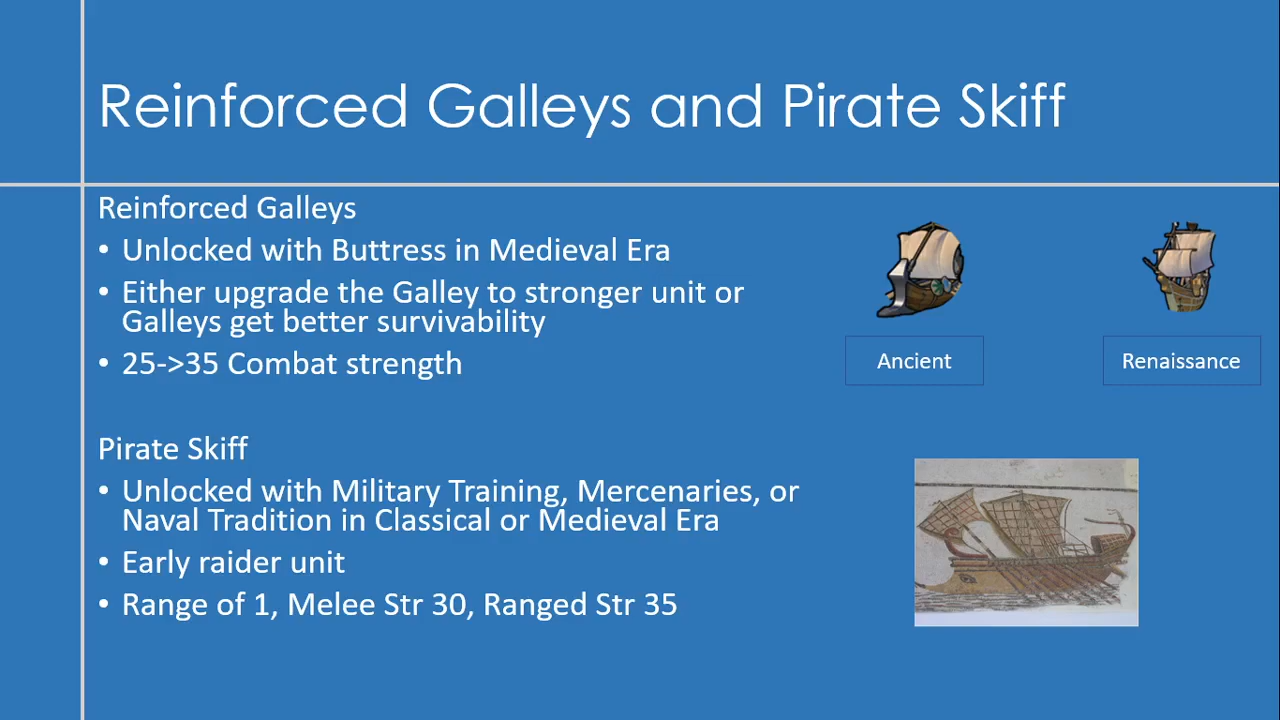 Reinforced Galleys and Pirate Skiff
Reinforced Galleys
• Unlocked with Buttress in Medieval Era
• Either upgrade the Galley to stronger unit or
Galleys get better survivability
• 25->35 Combat strength
Ancient
Renaissance
Pirate Skiff
• Unlocked with Military Training, Mercenaries, or
Naval Tradition in Classical or Medieval Era
• Early raider unit
• Range of 1, Melee Str 30, Ranged Str 35